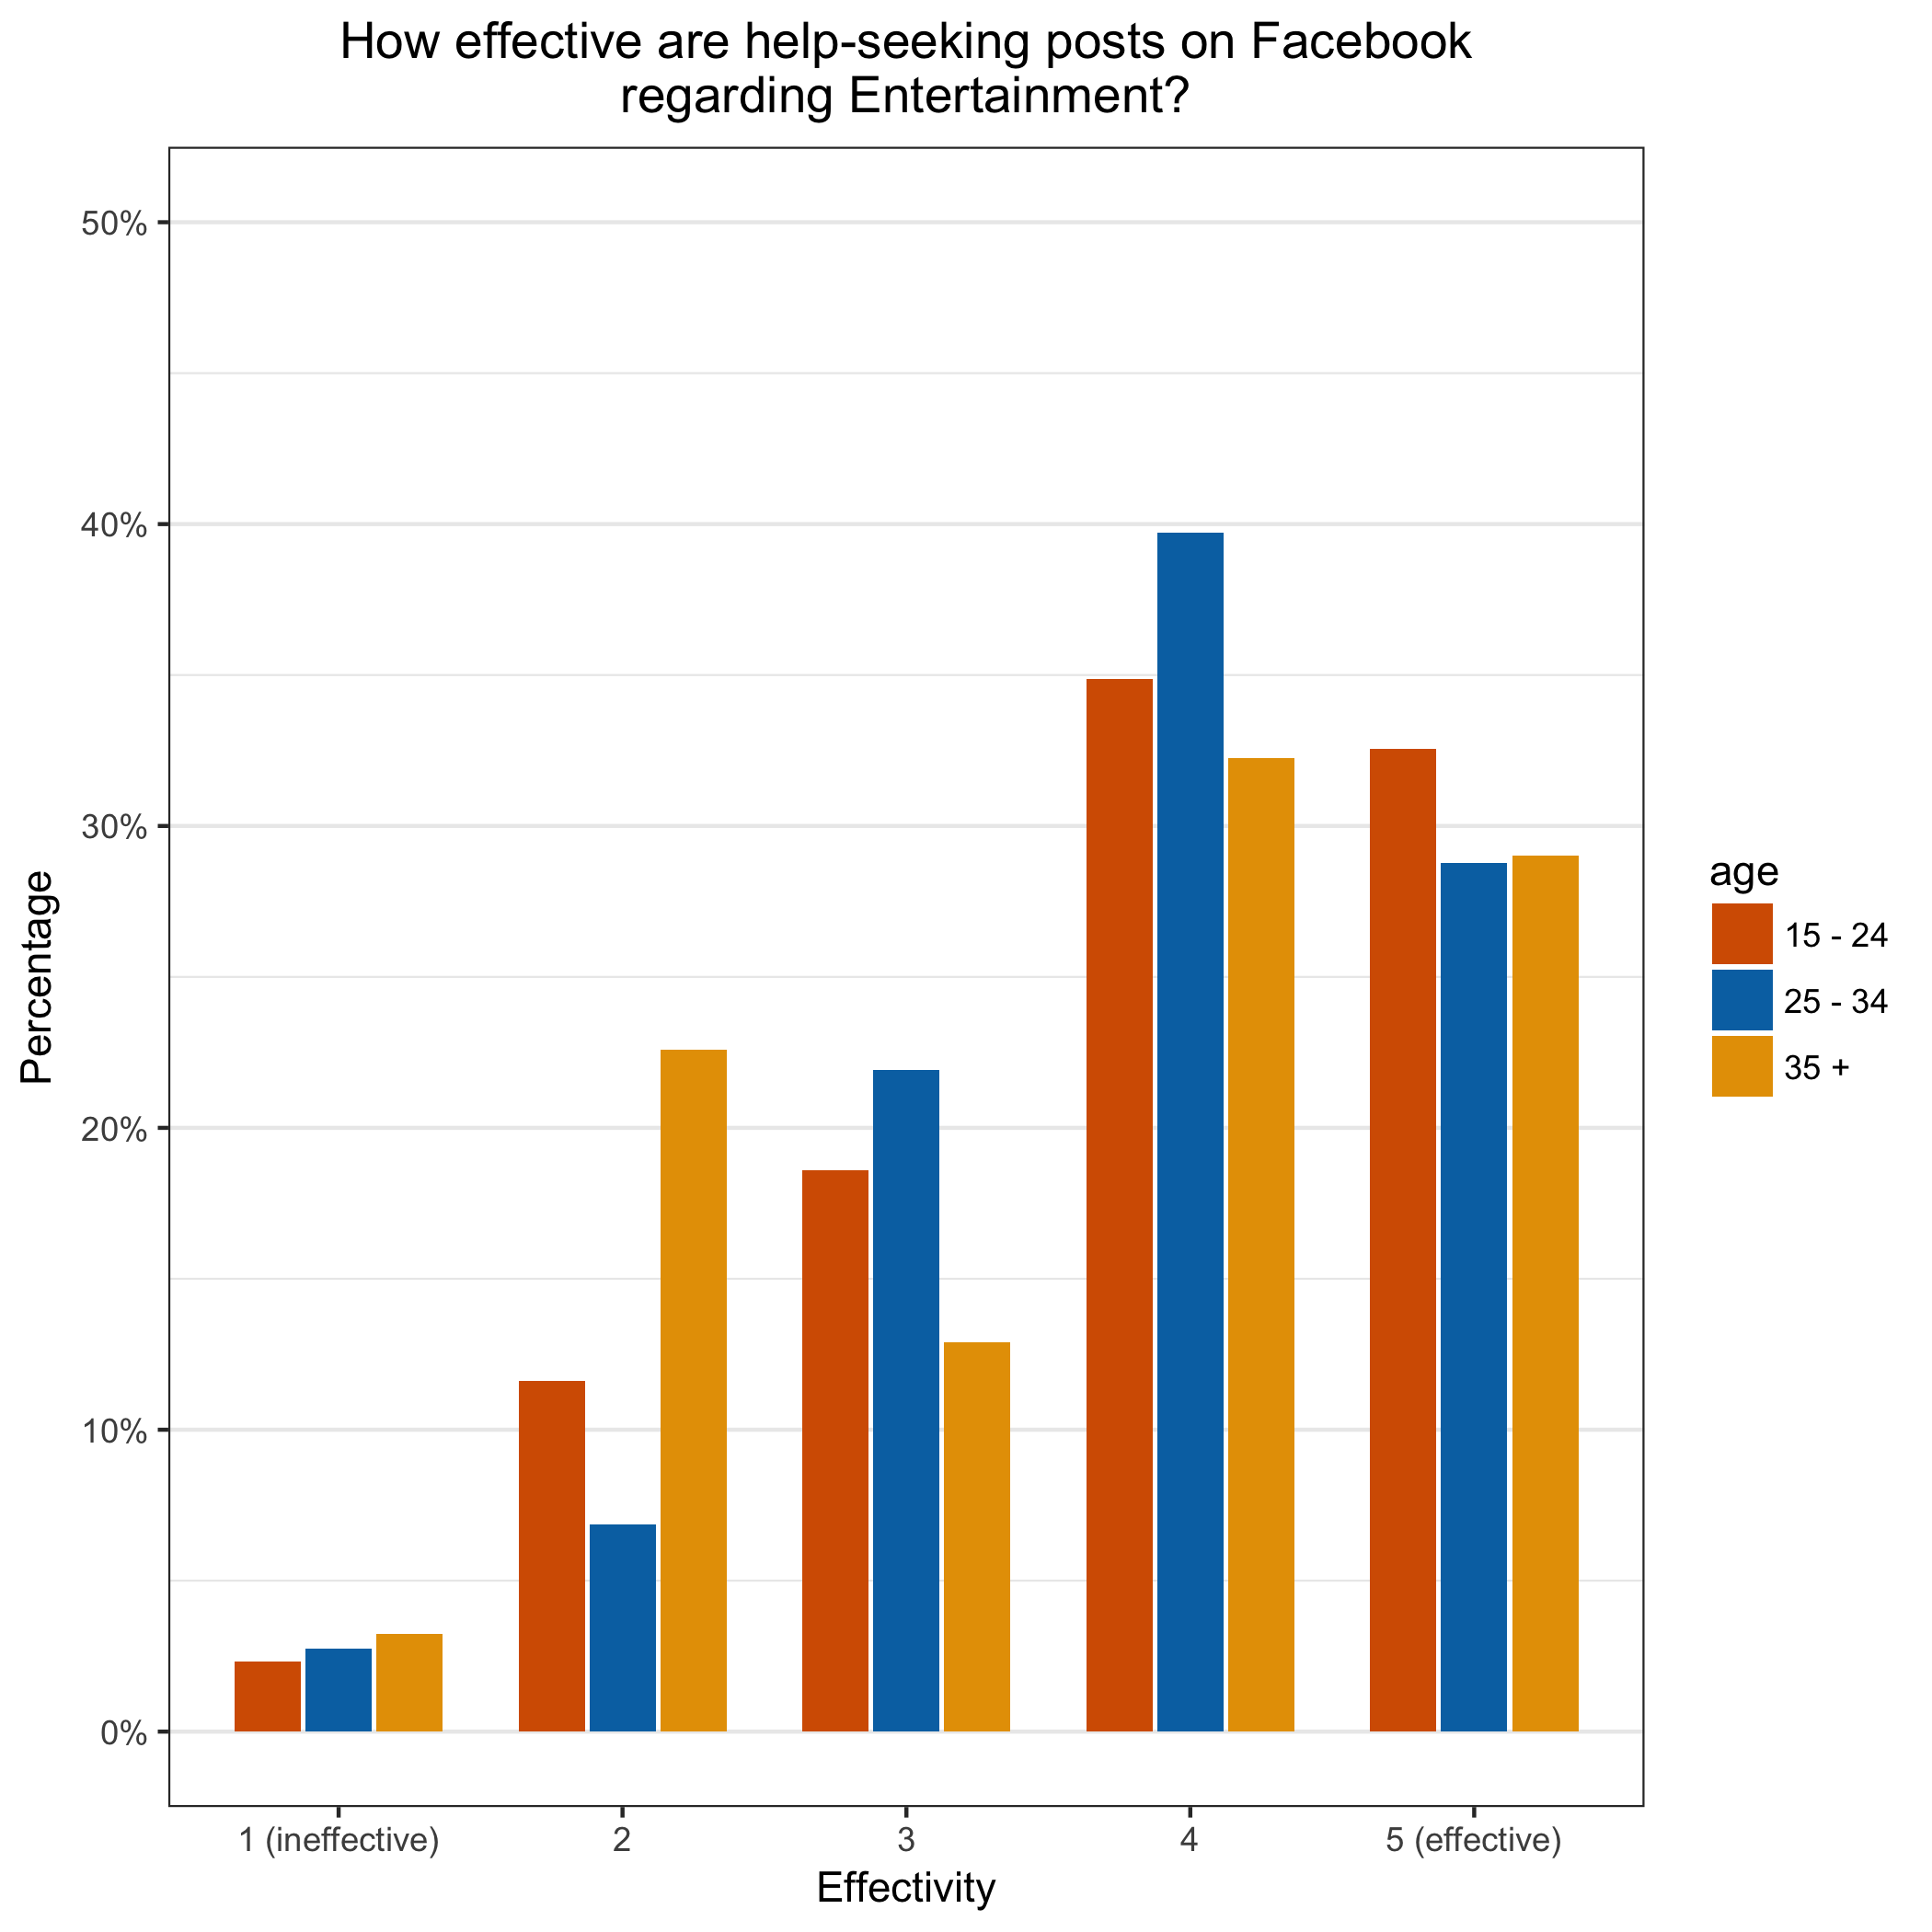 How effective are help-seeking posts on Facebook
regarding Entertainment?
Percentage
50%
40%
30%
20%
10%
0%
1 (ineffective)
2
3
4
5 (effective)
Effectivity
age
15 - 24
25 - 34
35 +